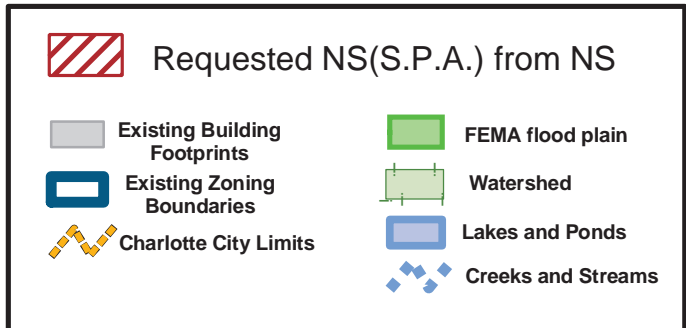 Requested NS(S.P.A.) from NS
Existing Building
Footprints
Existing Zoning
Boundaries
Charlotte City Limits
FEMA flood plain
Watershed
Lakes and Ponds
Creeks and Streams